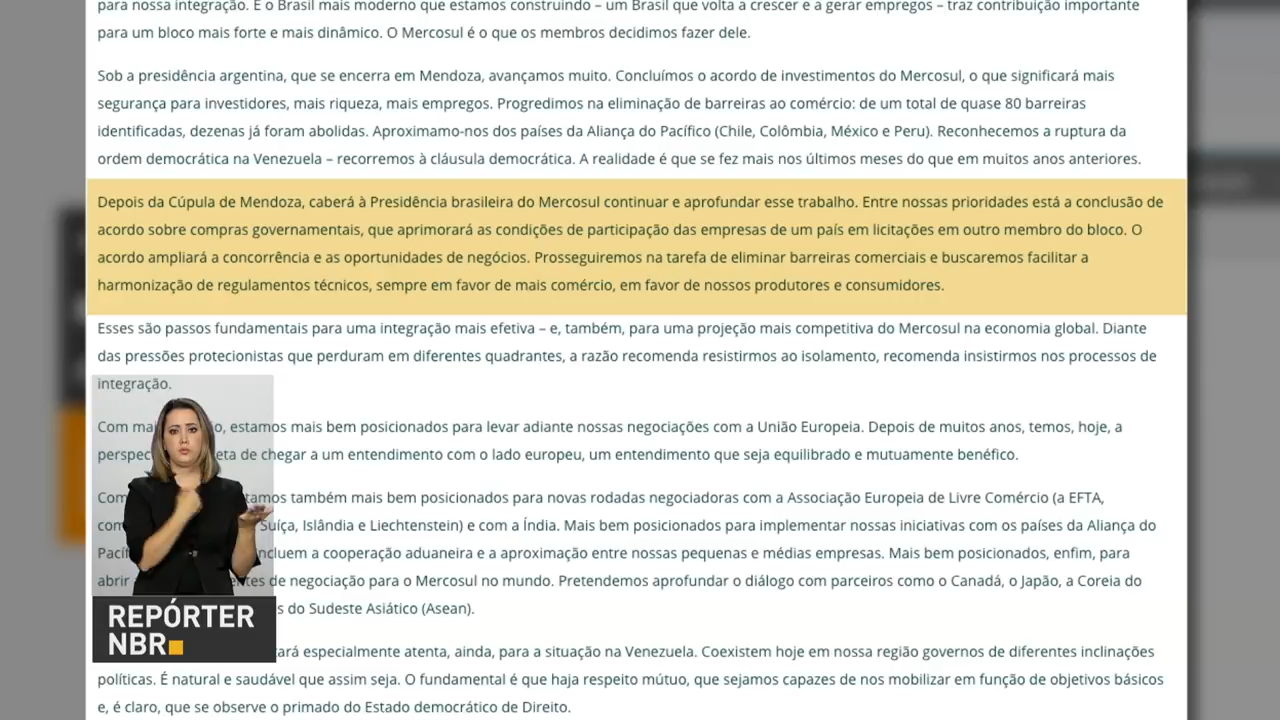 para nossa integração. E o Brasil mais moderno que estamos construindo – um Brasil que volta a crescer e a gerar empregos – traz contribuição importante
para um bloco mais forte e mais dinâmico. O Mercosul é o que os membros decidimos fazer dele.
Sob a presidência argentina, que se encerra em Mendoza, avançamos muito. Concluímos o acordo de investimentos do Mercosul, o que significará mais
segurança para investidores, mais riqueza, mais empregos. Progredimos na eliminação de barreiras ao comércio: de um total de quase 80 barreiras
identificadas, dezenas já foram abolidas. Aproximamo-nos dos países da Aliança do Pacífico (Chile, Colômbia, México e Peru). Reconhecemos a ruptura da
ordem democrática na Venezuela – recorremos à cláusula democrática. A realidade é que se fez mais nos últimos meses do que em muitos anos anteriores.
Depois da Cúpula de Mendoza, caberá à Presidência brasileira do Mercosul continuar e aprofundar esse trabalho. Entre nossas prioridades está a conclusão de
acordo sobre compras governamentais, que aprimorará as condições de participação das empresas de um país em licitações em outro membro do bloco. O
acordo ampliará a concorrência e as oportunidades de negócios. Prosseguiremos na tarefa de eliminar barreiras comerciais e buscaremos facilitar a
harmonização de regulamentos técnicos, sempre em favor de mais comércio, em favor de nossos produtores e consumidores.
Esses são passos fundamentais para uma integração mais efetiva – e, também, para uma projeção mais competitiva do Mercosul na economia global. Diante
das pressões protecionistas que perduram em diferentes quadrantes, a razão recomenda resistirmos ao isolamento, recomenda insistirmos nos processos de
integração.
Com estamos mais bem posicionados para levar adiante nossas negociações com a União Europeia. Depois de muitos anos, temos, hoje, a
de chegar a um entendimento com o lado europeu, um entendimento que seja equilibrado e mutuamente benéfico.
também mais bem posicionados para novas rodadas negociadoras com a Associação Europeia de Livre Comércio (a EFTA,
Suíça, Islândia e Liechtenstein) e com a Índia. Mais bem posicionados para implementar nossas iniciativas com os países da Aliança do
a cooperação aduaneira e a aproximação entre nossas pequenas e médias empresas. Mais bem posicionados, enfim, para
abrir de negociação para o Mercosul no mundo. Pretendemos aprofundar o diálogo com parceiros como o Canadá, o Japão, a Coreia do
do Sudeste Asiático (Asean).
especialmente atenta, ainda, para a situação na Venezuela. Coexistem hoje em nossa região governos de diferentes inclinações
políticas. É natural e saudável que assim seja. O fundamental é que haja respeito mútuo, que sejamos capazes de nos mobilizar em função de objetivos básicos
e, é claro, que se observe o primado do Estado democrático de Direito.
REPÓRTER
NBR